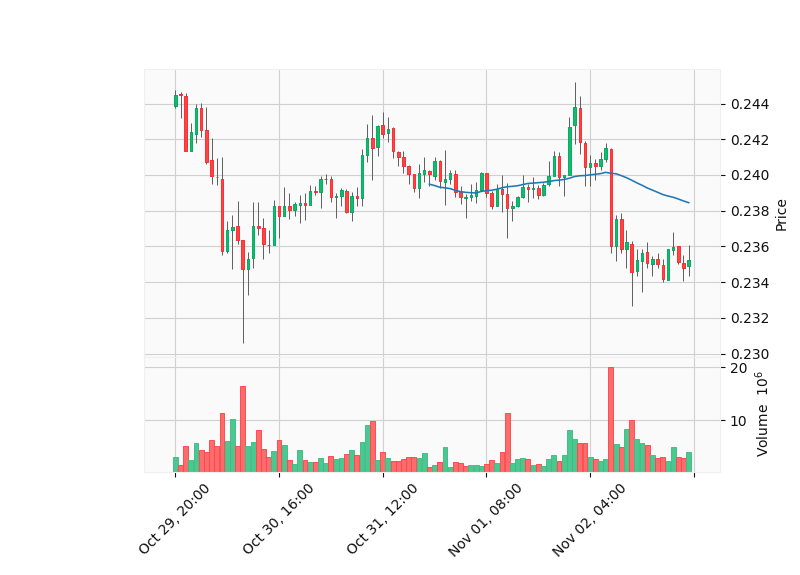 0.244
0.242
0.240
0.238
0.236
0.234
0.232
0.230
Price
20
10
Volume 10^6
Oct 29, 20:00
Oct 30, 16:00
Oct 31, 12:00
Nov 01, 08:00
Nov 02, 04:00